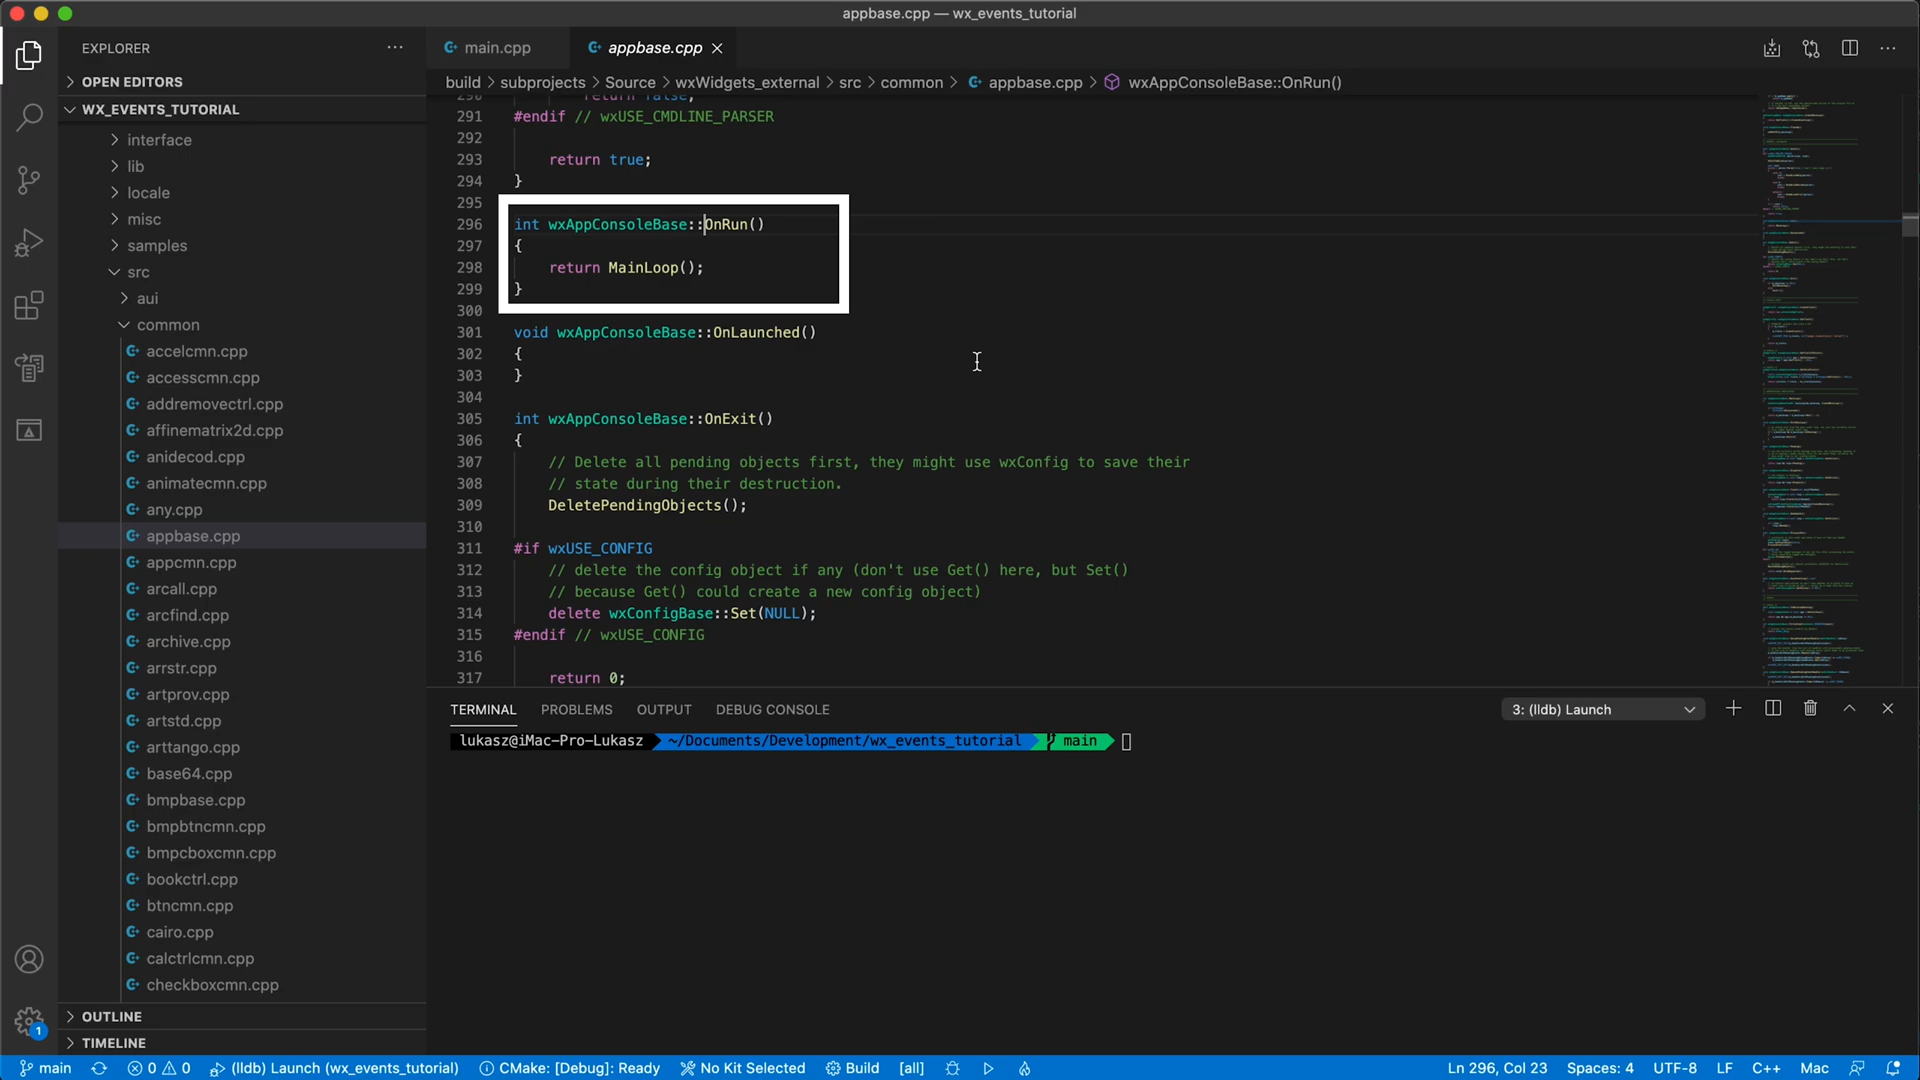 appbase.cpp — wx_events_tutorial
EXPLORER
main.cpp
appbase.cpp
OPEN EDITORS
build > subprojects > Source > wxWidgets_external > src > common > appbase.cpp > wxAppConsoleBase::OnRun()
WX_EVENTS_TUTORIAL
interface
lib
locale
misc
samples
src
aui
common
accelcmn.cpp
accesscmn.cpp
addremovectrl.cpp
affinematrix2d.cpp
anidecod.cpp
animatecmn.cpp
any.cpp
appbase.cpp
appcmn.cpp
arcall.cpp
arcfind.cpp
archive.cpp
arrstr.cpp
artprov.cpp
artstd.cpp
arttango.cpp
base64.cpp
bmpbase.cpp
bmpbtncmn.cpp
bmpcboxcmn.cpp
bookctrl.cpp
btncmn.cpp
cairo.cpp
calctrlcmn.cpp
checkboxcmn.cpp
OUTLINE
TIMELINE
290 return false;
291 #endif // wxUSE_CMDLINE_PARSER
292
293 return true;
294 }
295
296 int wxAppConsoleBase::OnRun()
297 {
298 return MainLoop();
299 }
300
301 void wxAppConsoleBase::OnLaunched()
302 {
303 }
304
305 int wxAppConsoleBase::OnExit()
306 {
307 // Delete all pending objects first, they might use wxConfig to save their
308 // state during their destruction.
309 DeletePendingObjects();
310
311 #if wxUSE_CONFIG
312 // delete the config object if any (don't use Get() here, but Set()
313 // because Get() could create a new config object)
314 delete wxConfigBase::Set(NULL);
315 #endif // wxUSE_CONFIG
316
317 return 0;
TERMINAL PROBLEMS OUTPUT DEBUG CONSOLE 3: (lldb) Launch
lukasz@iMac-Pro-Lukasz ~/Documents/Development/wx_events_tutorial main
1
main 0 0 (lldb) Launch (wx_events_tutorial) CMake: [Debug]: Ready No Kit Selected Build [all] Ln 296, Col 23 Spaces: 4 UTF-8 LF C++ Mac